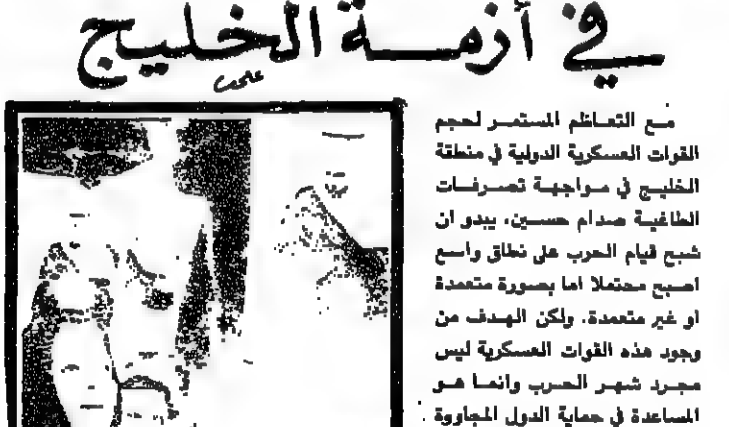 في أزمة الخليج
مع التعاظم المستمر لحجم
القوات العسكرية الدولية في منطقة
الخليج في مواجهة تصرفات
الطاغية صدام حسين، يبدو ان
شبح قيام الحرب على نطاق واسع
اصبح محتملا اما بصورة متعمدة
او غير متعمدة. ولكن الهدف من
وجود هذه القوات العسكرية ليس
مجرد شهر الحرب وانما هو
المساعدة في حماية الدول المجاورة